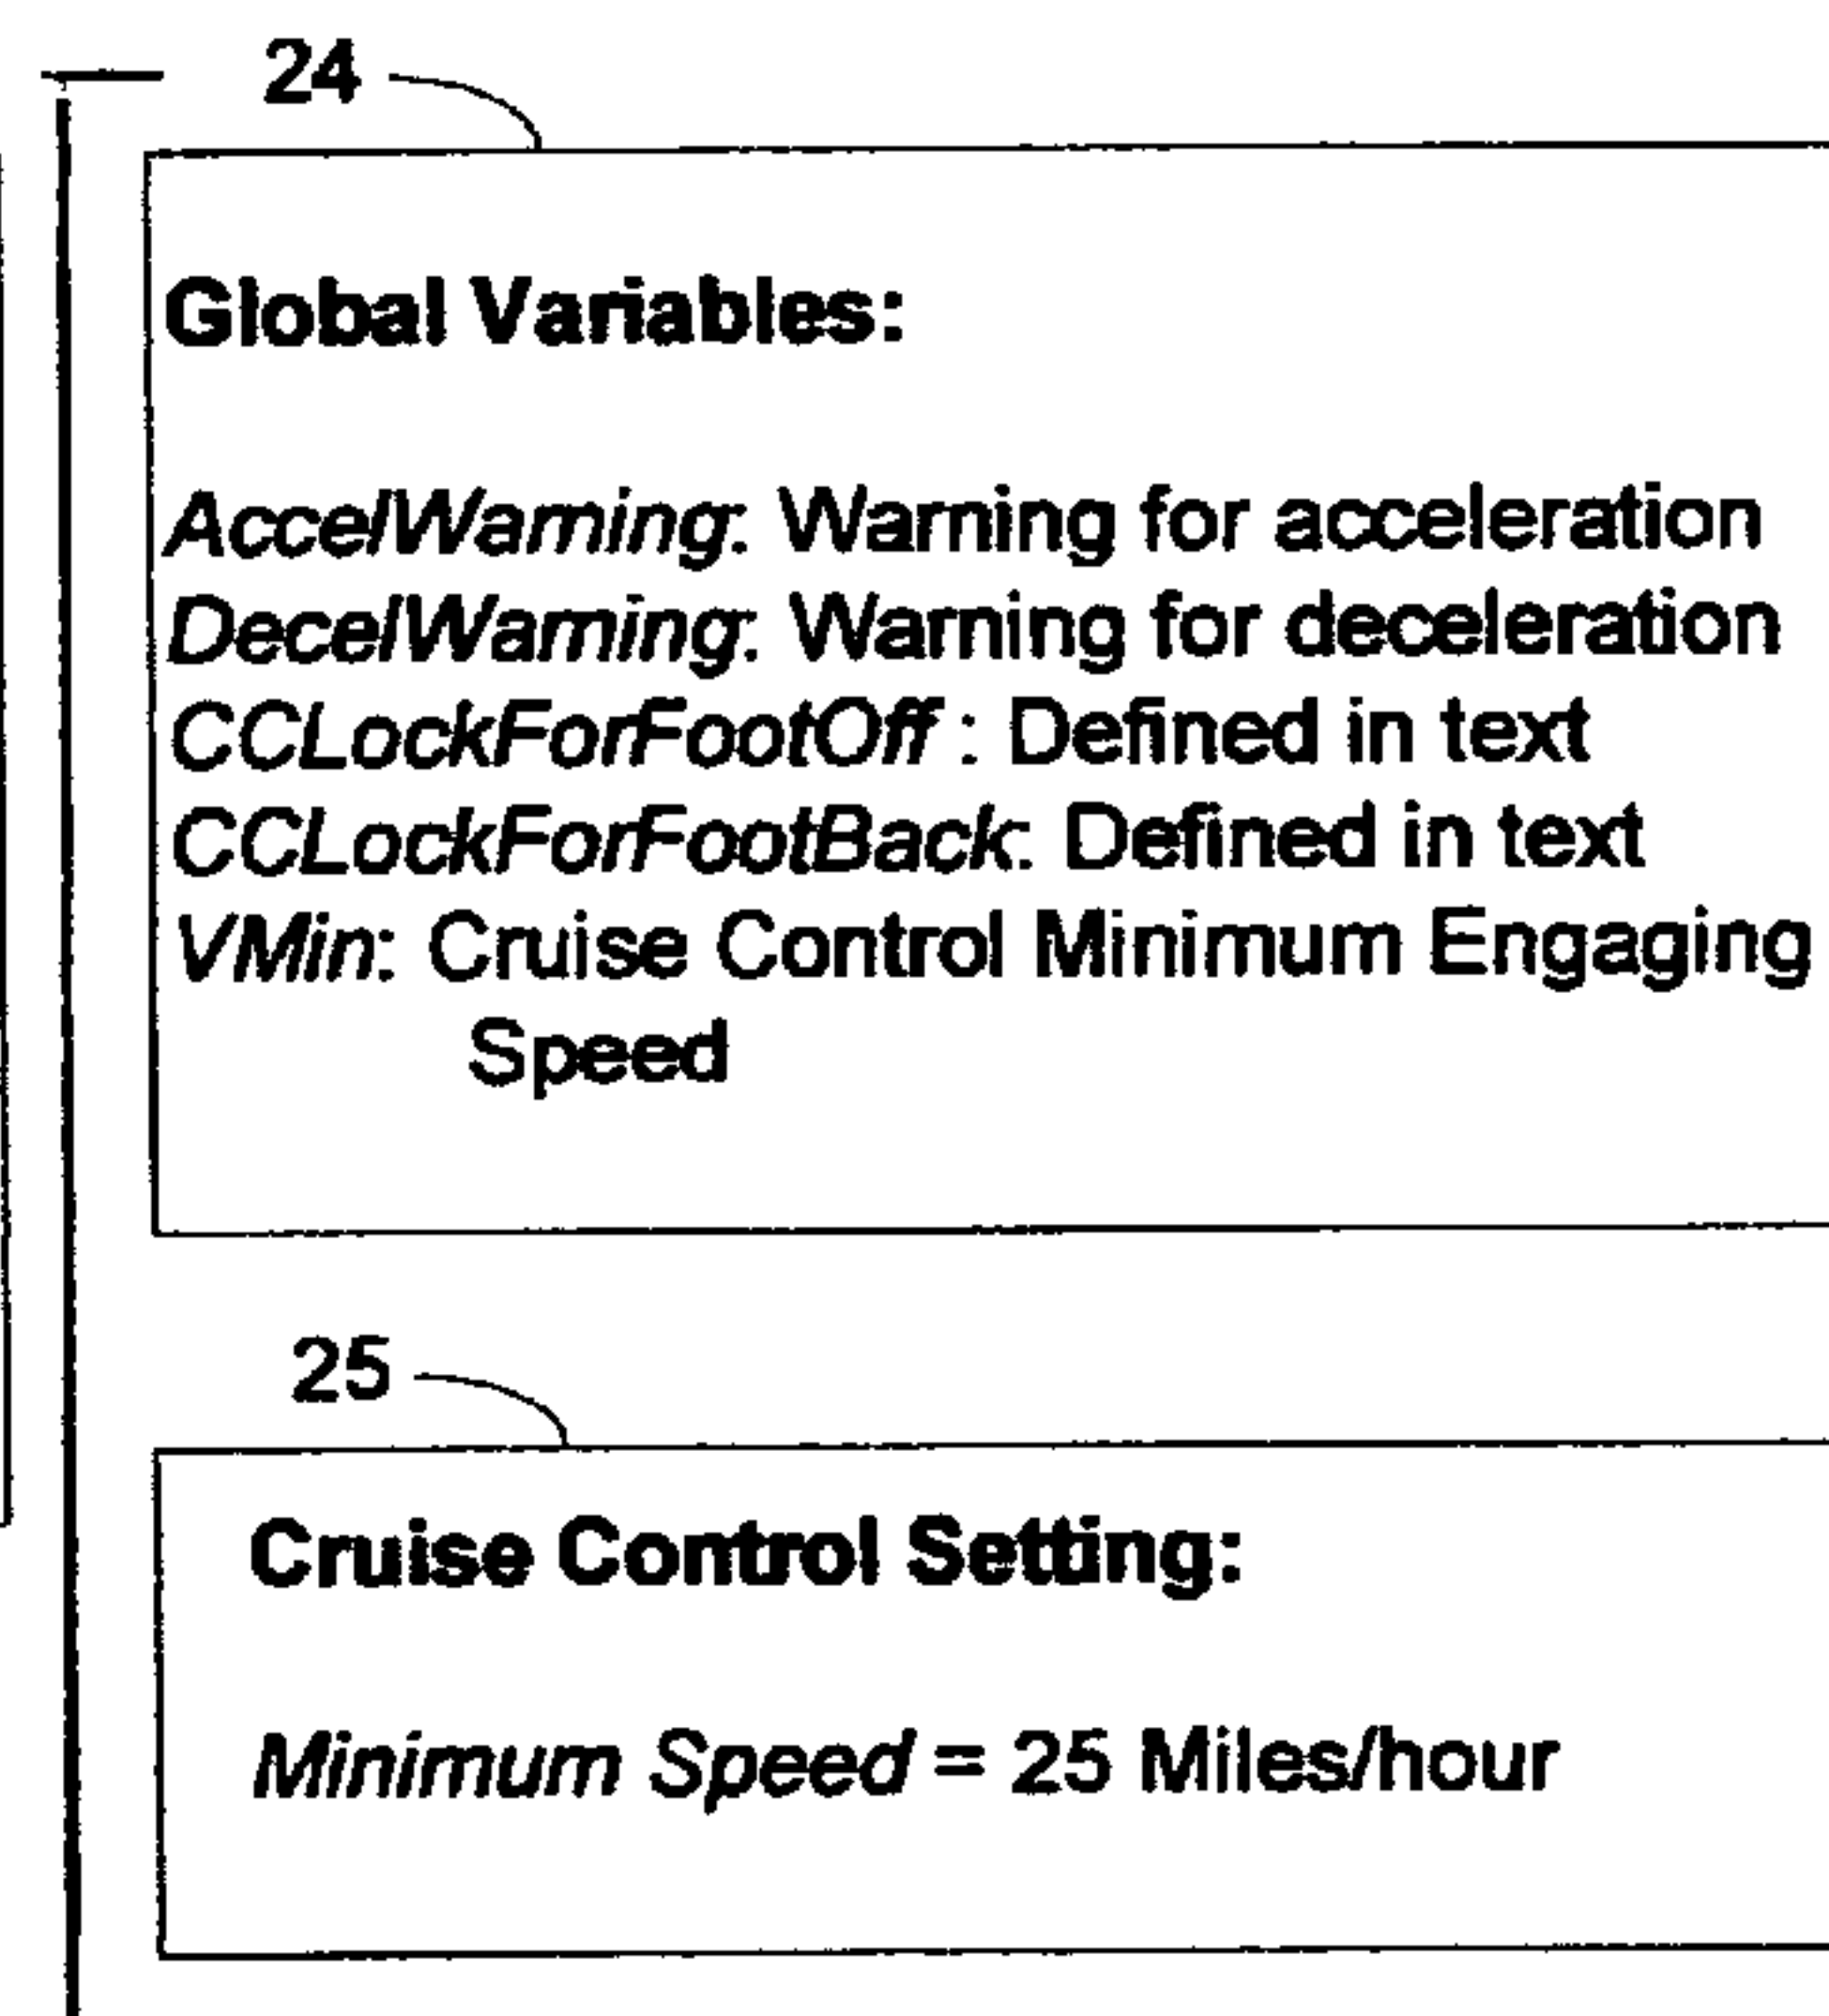 24
Global Variables:
AccelWarning: Warning for acceleration
DecelWarning: Warning for deceleration
CCLockForFootOff : Defined in text
CCLockForFootBack: Defined in text
VMin: Cruise Control Minimum Engaging
Speed
25
Cruise Control Setting:
Minimum Speed = 25 Miles/hour